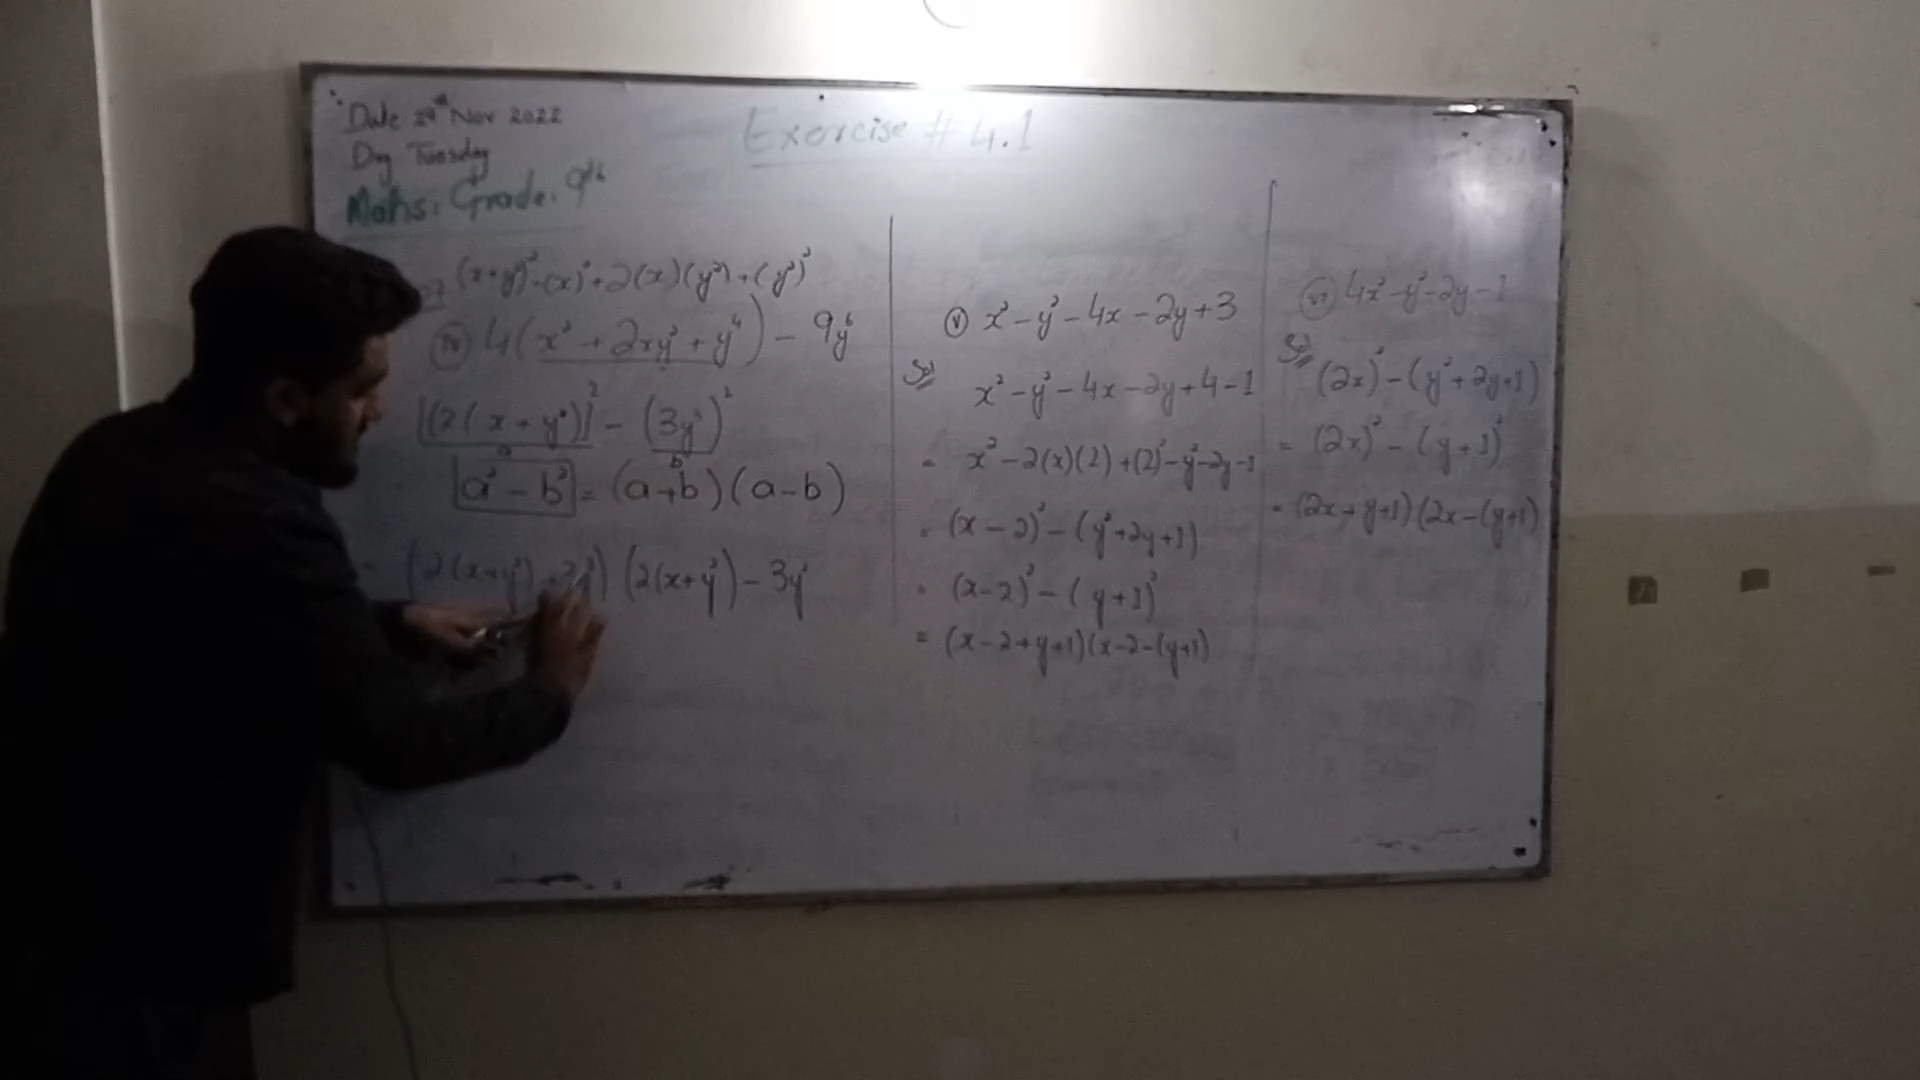 Date 29th Nov 2022
Day Tuesday
Maths: Grade: 9th
Exercise # 4.1
(x+y²)² = (x)² + 2(x)(y²) + (y²)²
(iv) 4(x² + 2xy² + y⁴) - 9y⁶
[(2(x + y²)]² - (3y³)²
a b
a² - b² = (a+b)(a-b)
= (2(x+y²) + 3y³) (2(x+y²) - 3y³
(v) x² - y² - 4x - 2y + 3
Sol
x² - y² - 4x - 2y + 4 - 1
= x² - 2(x)(2) + (2)² - y² - 2y - 1
= (x - 2)² - (y² + 2y + 1)
= (x - 2)² - (y + 1)²
= (x - 2 + y + 1)(x - 2 - (y + 1)
(vi) 4x² - y² - 2y - 1
Sol
(2x)² - (y² + 2y + 1)
= (2x)² - (y + 1)²
= (2x + y + 1)(2x - (y + 1)